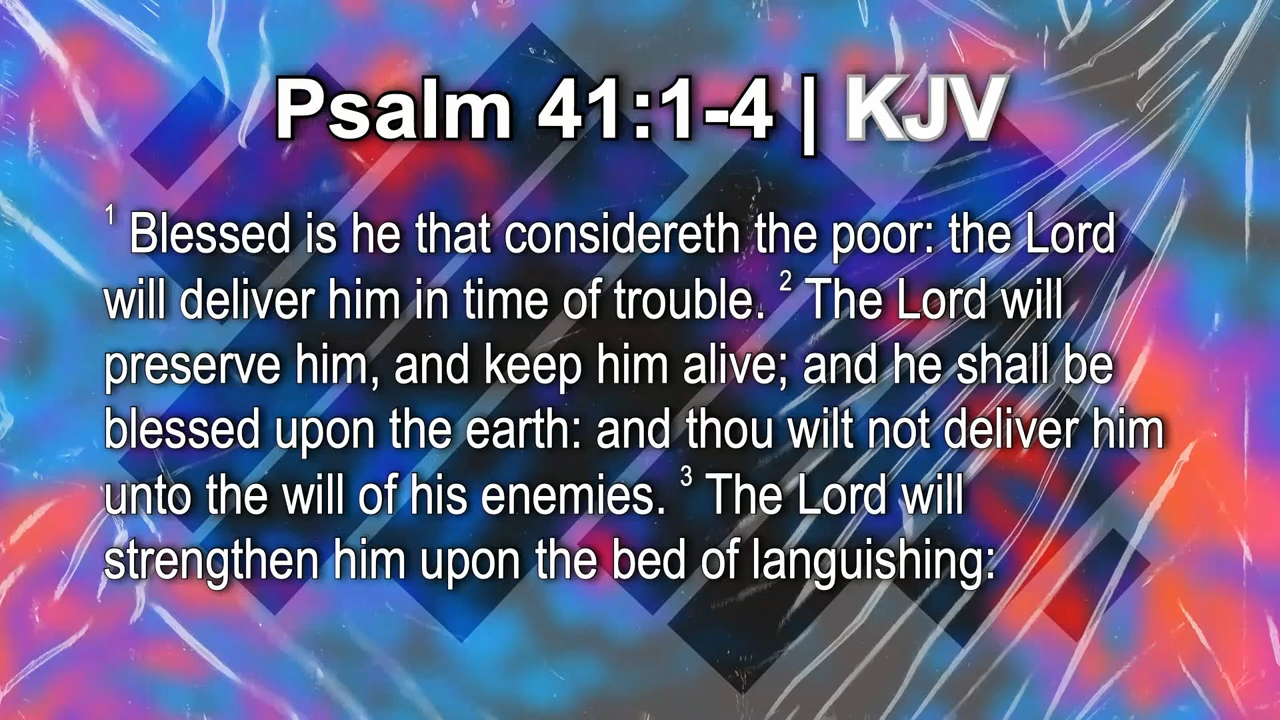 Psalm 41:1-4 | KJV
1 Blessed is he that considereth the poor: the Lord
will deliver him in time of trouble. 2 The Lord will
preserve him, and keep him alive; and he shall be
blessed upon the earth: and thou wilt not deliver him
unto the will of his enemies. 3 The Lord will
strengthen him upon the bed of languishing: